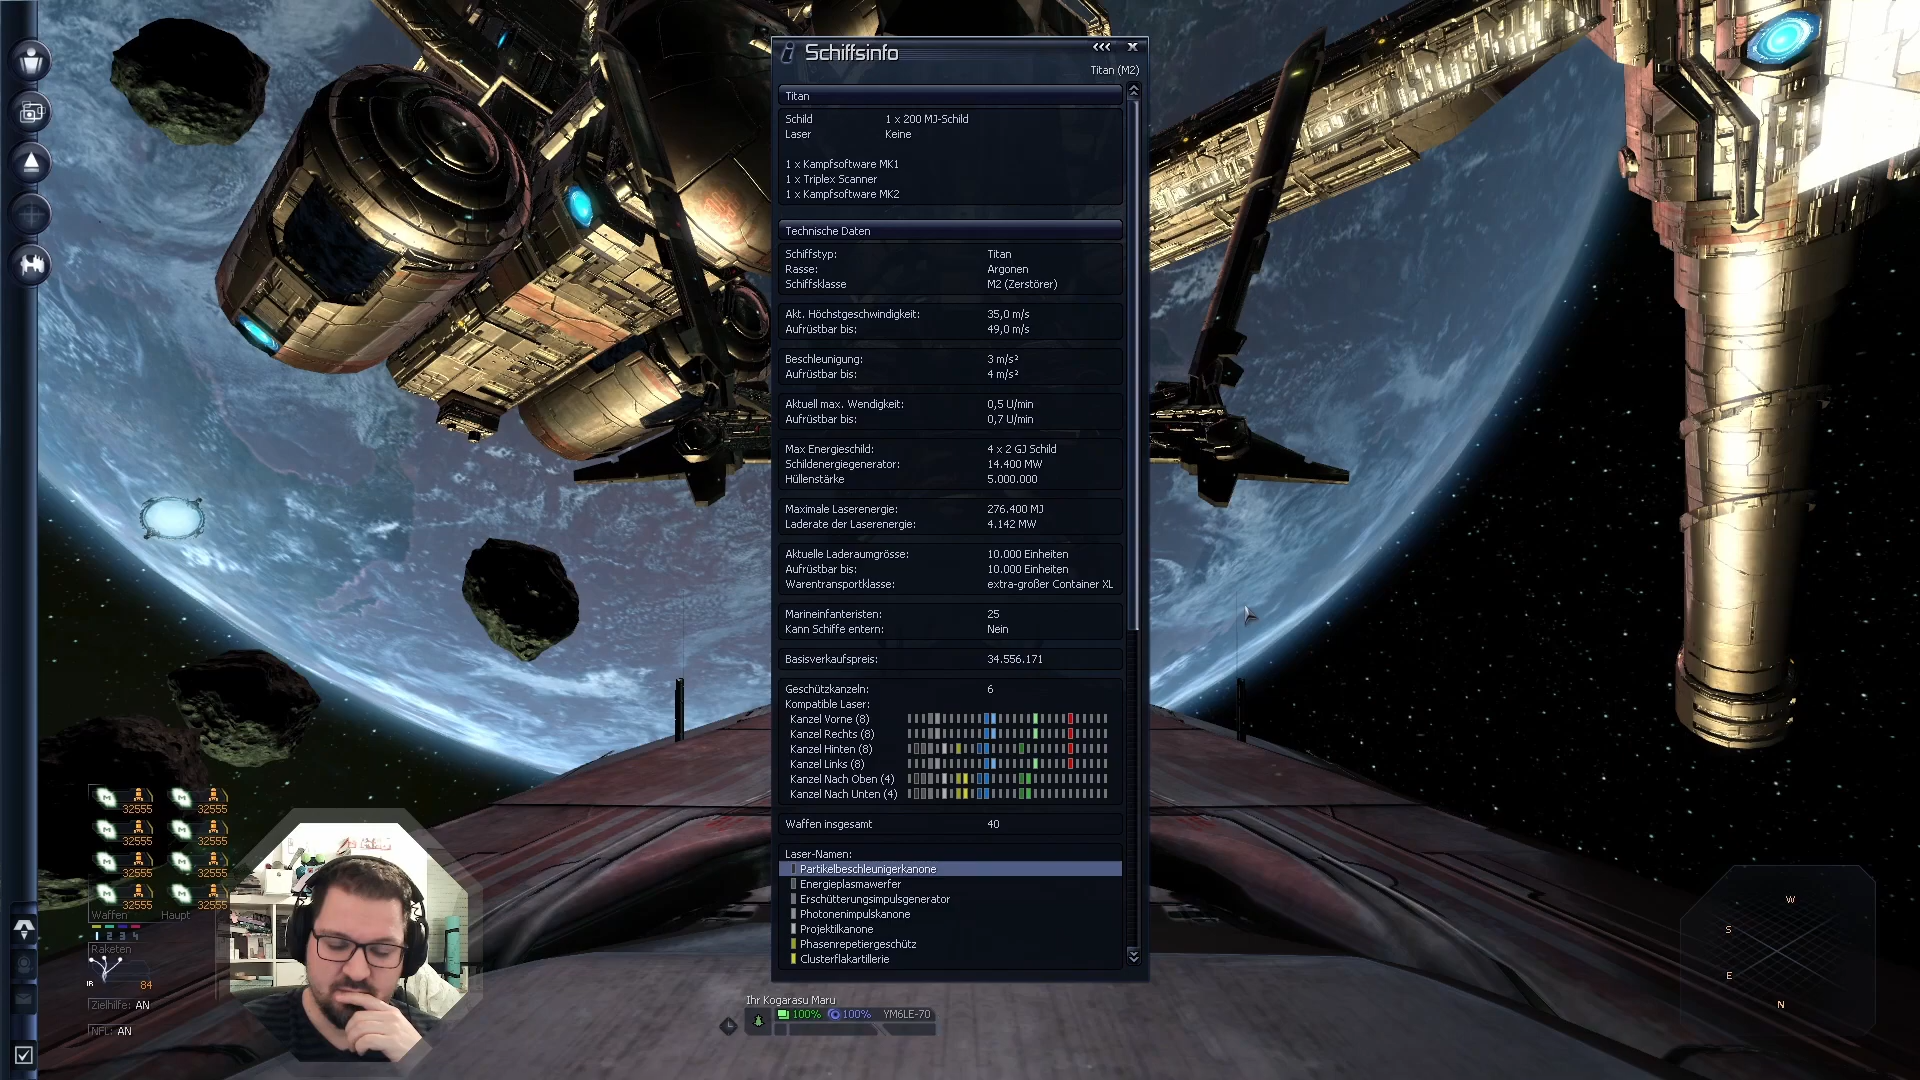 Schiffsinfo
Titan (M2)
Titan
Schild 1 x 200 MJ-Schild
Laser Keine
1 x Kampfsoftware MK1
1 x Triplex Scanner
1 x Kampfsoftware MK2
Technische Daten
Schiffstyp: Titan
Rasse: Argonen
Schiffsklasse M2 (Zerstörer)
Akt. Höchstgeschwindigkeit: 35,0 m/s
Aufrüstbar bis: 49,0 m/s
Beschleunigung: 3 m/s²
Aufrüstbar bis: 4 m/s²
Aktuell max. Wendigkeit: 0,5 U/min
Aufrüstbar bis: 0,7 U/min
Max Energieschild: 4 x 2 GJ Schild
Schildenergiegenerator: 14.400 MW
Hüllenstärke 5.000.000
Maximale Laserenergie: 276.400 MJ
Laderate der Laserenergie: 4.142 MW
Aktuelle Laderaumgrösse: 10.000 Einheiten
Aufrüstbar bis: 10.000 Einheiten
Warentransportklasse: extra-großer Container XL
Marineinfanteristen: 25
Kann Schiffe entern: Nein
Basisverkaufspreis: 34.556.171
Geschützkanzeln: 6
Kompatible Laser:
Kanzel Vorne (8)
Kanzel Rechts (8)
Kanzel Hinten (8)
Kanzel Links (8)
Kanzel Nach Oben (4)
Kanzel Nach Unten (4)
Waffen insgesamt 40
Laser-Namen:
Partikelbeschleunigerkanone
Energieplasmawerfer
Erschütterungsimpulsgenerator
Photonenimpulskanone
Projektilkanone
Phasenrepetiergeschütz
Clusterflakartillerie
M 32555 M 32555
M 32555 M 32555
M 32555 M 32555
M 32555 M 32555
Waffen Haupt
1 2 3 4
Raketen
IR 84
Zielhilfe: AN
NFL: AN
Ihr Kogarasu Maru
100% 100% YM6LE-70
W
S
E
N